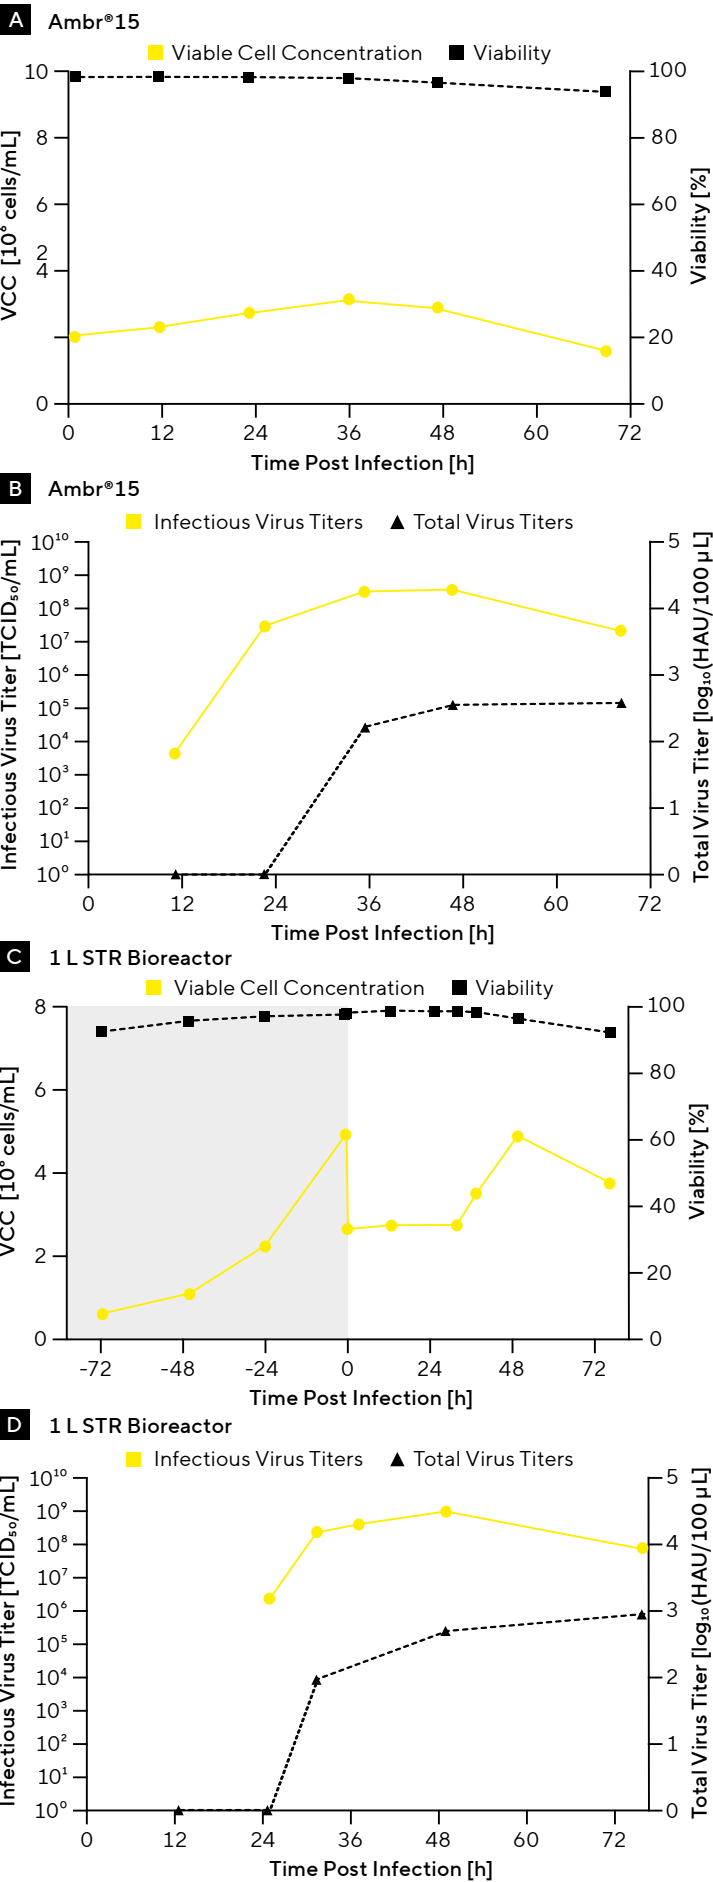 A Ambr®15
Viable Cell Concentration Viability
VCC [10⁶ cells/mL]
10
8
6
2
4
0
100
80
60
40
20
0
Viability [%]
0 12 24 36 48 60 72
Time Post Infection [h]
B Ambr®15
Infectious Virus Titers Total Virus Titers
Infectious Virus Titer [TCID₅₀/mL]
10¹⁰
10⁹
10⁸
10⁷
10⁶
10⁵
10⁴
10³
10²
10¹
10⁰
5
4
3
2
1
0
Total Virus Titer [log₁₀(HAU/100 µL]
0 12 24 36 48 60 72
Time Post Infection [h]
C 1 L STR Bioreactor
Viable Cell Concentration Viability
VCC [10⁶ cells/mL]
8
6
4
2
0
100
80
60
40
20
0
Viability [%]
-72 -48 -24 0 24 48 72
Time Post Infection [h]
D 1 L STR Bioreactor
Infectious Virus Titers Total Virus Titers
Infectious Virus Titer [TCID₅₀/mL]
10¹⁰
10⁹
10⁸
10⁷
10⁶
10⁵
10⁴
10³
10²
10¹
10⁰
5
4
3
2
1
0
Total Virus Titer [log₁₀(HAU/100 µL]
0 12 24 36 48 60 72
Time Post Infection [h]